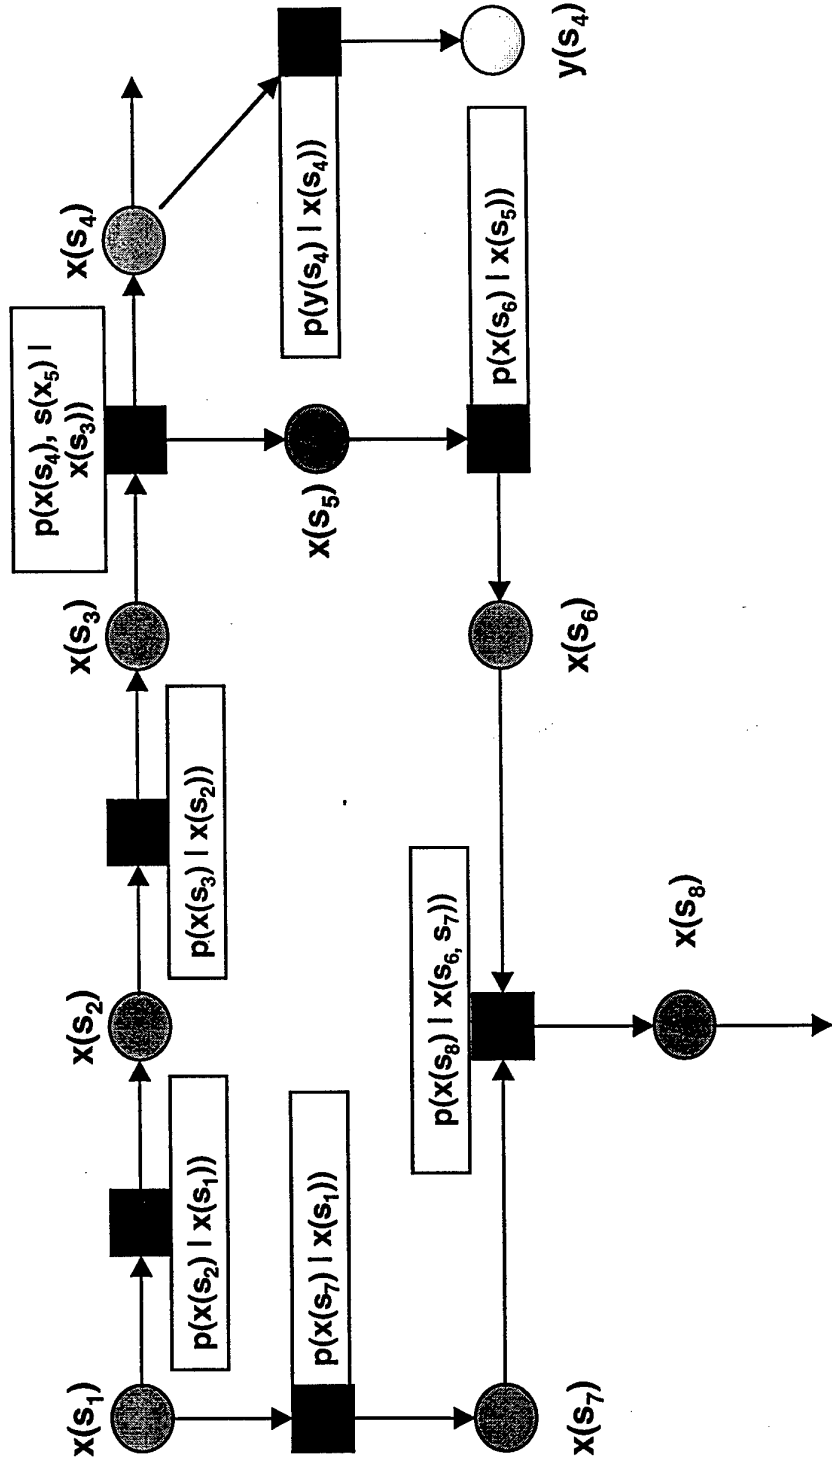 x(s₁)
p(x(s₂) | x(s₁))
x(s₂)
p(x(s₃) | x(s₂))
x(s₃)
p(x(s₄), s(x₅) |
x(s₃))
x(s₄)
p(x(s₇) | x(s₁))
x(s₅)
p(y(s₄) | x(s₄))
x(s₇)
p(x(s₈) | x(s₆, s₇))
x(s₆)
p(x(s₆) | x(s₅))
y(s₄)
x(s₈)